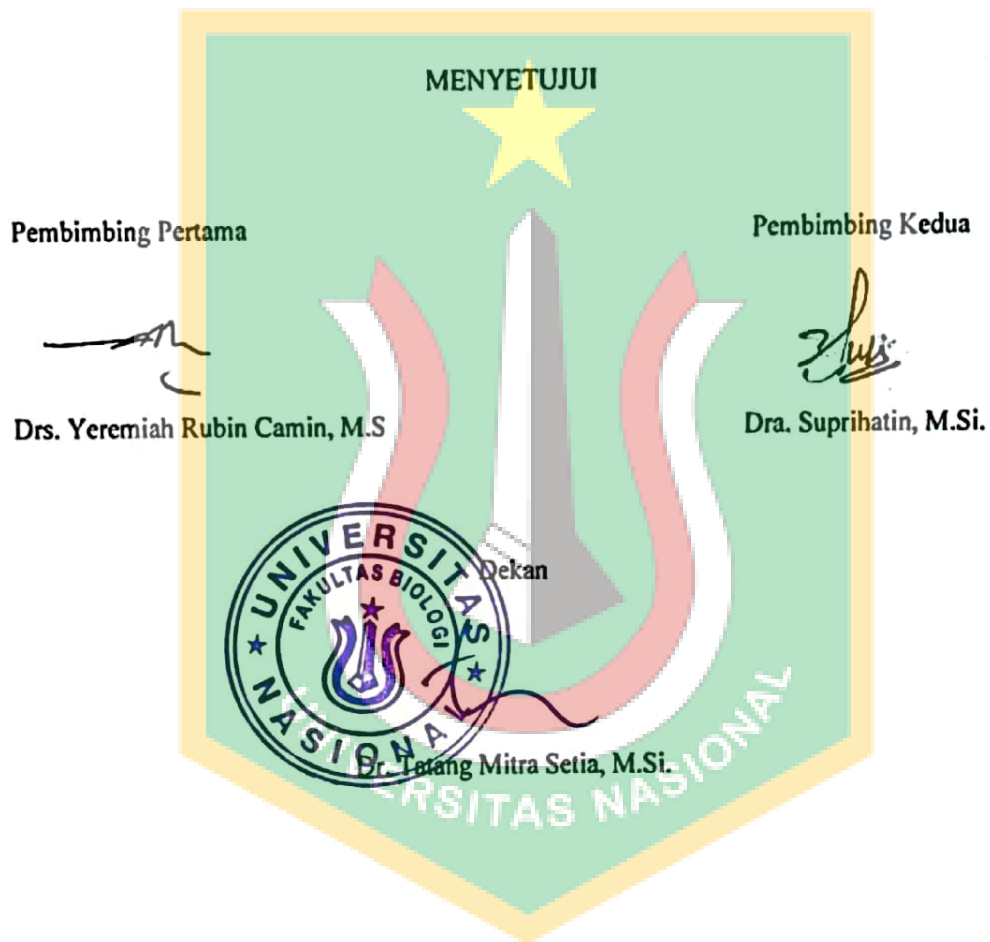 MENYETUJUI
Pembimbing Pertama
Pembimbing Kedua
Drs. Yeremiah Rubin Camin, M.S
Dra. Suprihatin, M.Si.
Dekan
UNIVERSITAS NASIONAL
FAKULTAS BIOLOGI
Dr. Tatang Mitra Setia, M.Si.
UNIVERSITAS NASIONAL